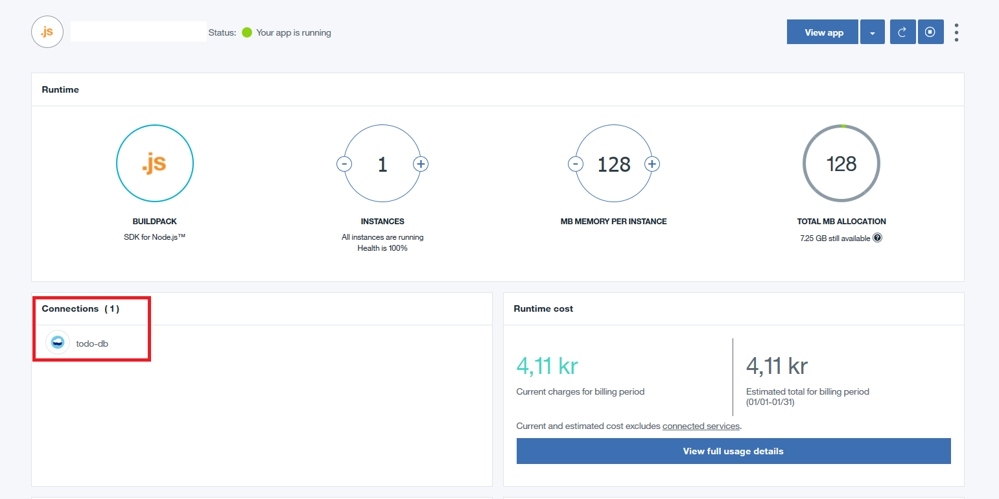 .js
Status: Your app is running
View app
Runtime
.js
- 1 +
- 128 +
128
BUILDPACK
SDK for Node.js™
INSTANCES
All instances are running
Health is 100%
MB MEMORY PER INSTANCE
TOTAL MB ALLOCATION
7.25 GB still available ?
Connections (1)
todo-db
Runtime cost
4,11 kr
Current charges for billing period
4,11 kr
Estimated total for billing period
(01/01-01/31)
Current and estimated cost excludes connected services.
View full usage details